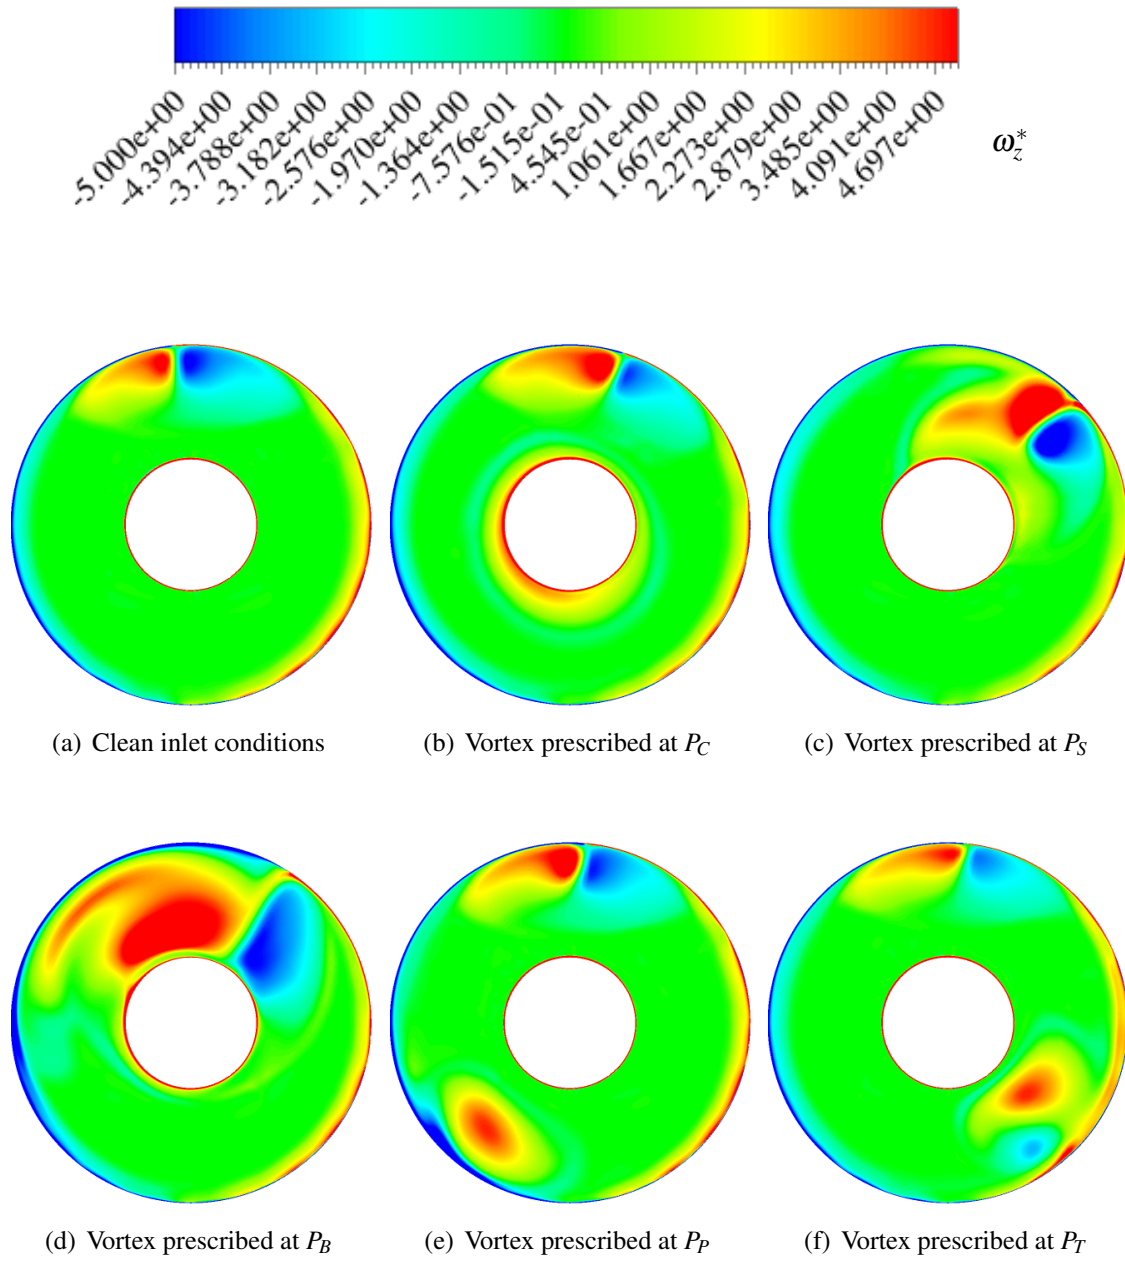 -5.000e+00
-4.394e+00
-3.788e+00
-3.182e+00
-2.576e+00
-1.970e+00
-1.364e+00
-7.576e-01
-1.515e-01
4.545e-01
1.061e+00
1.667e+00
2.273e+00
2.879e+00
3.485e+00
4.091e+00
4.697e+00
ω*z
(a) Clean inlet conditions
(b) Vortex prescribed at PC
(c) Vortex prescribed at PS
(d) Vortex prescribed at PB
(e) Vortex prescribed at PP
(f) Vortex prescribed at PT